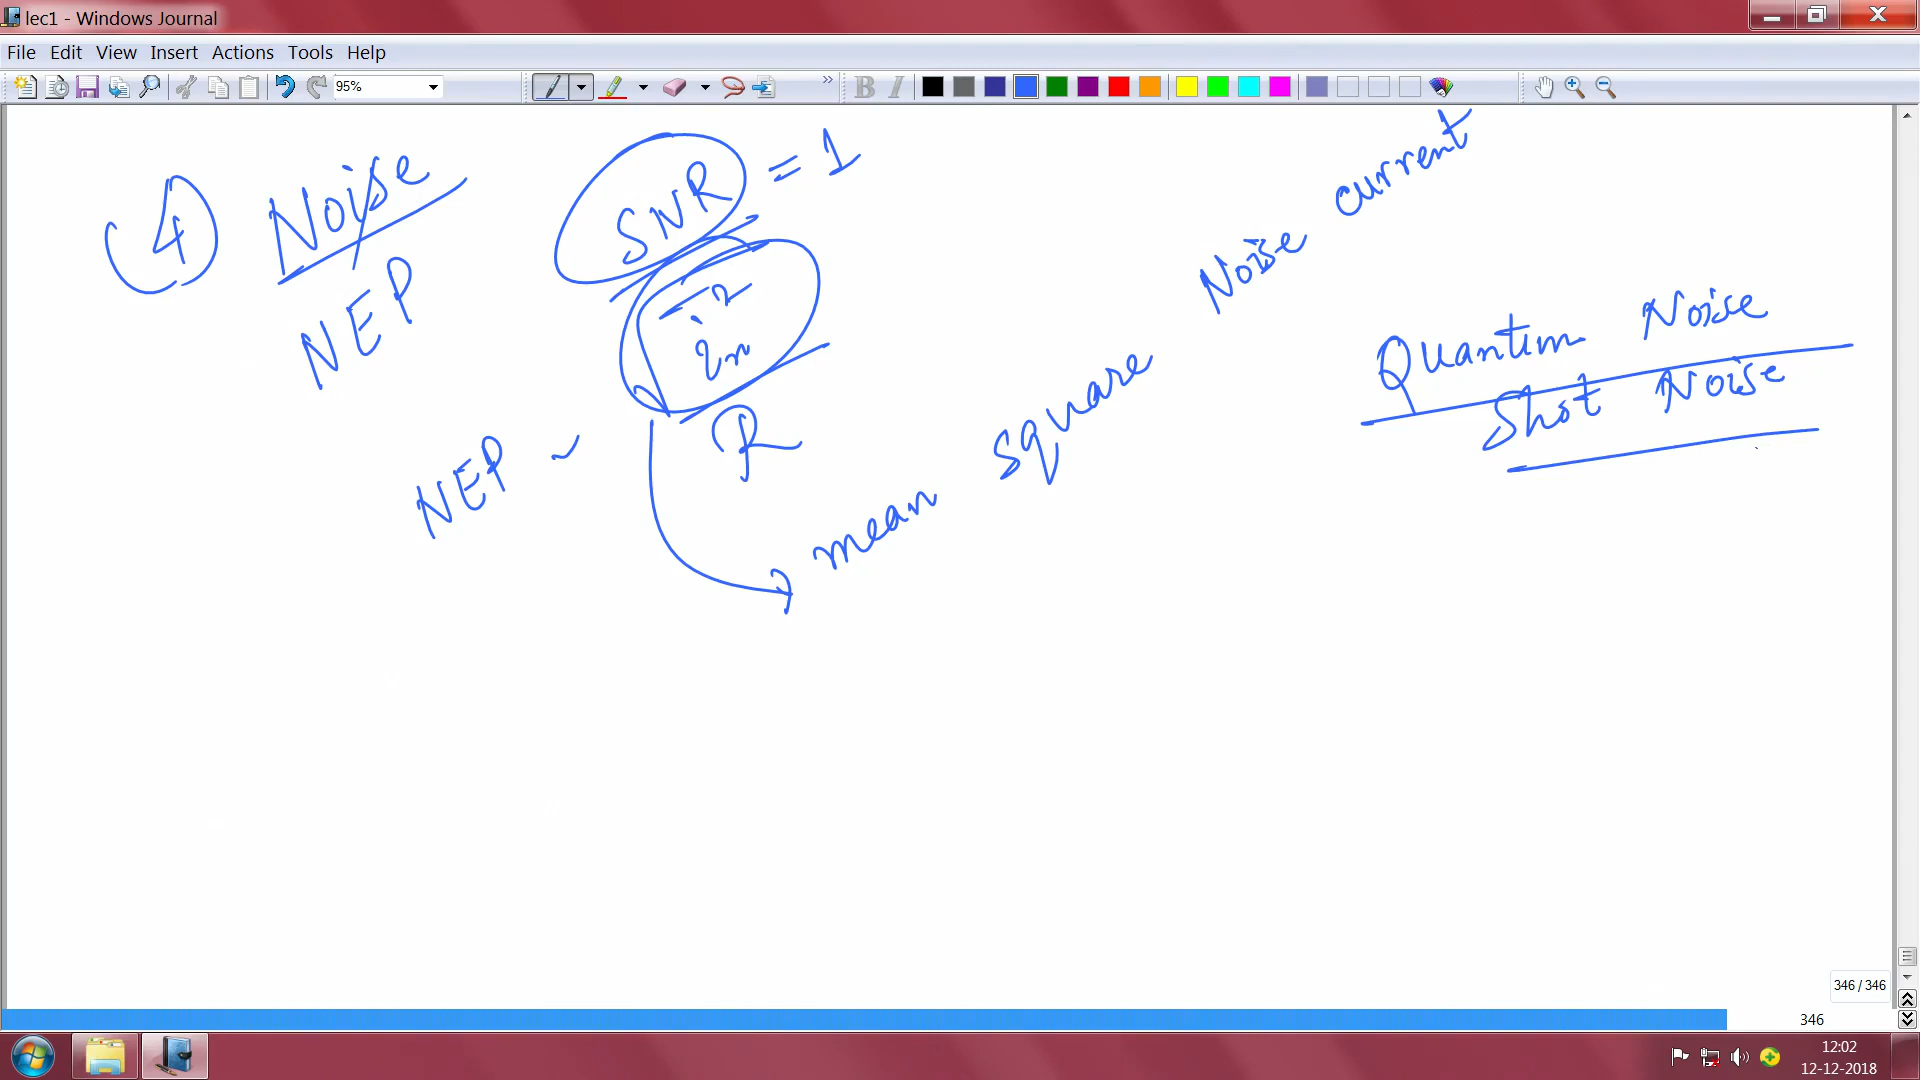 lec1 - Windows Journal
File Edit View Insert Actions Tools Help
95%
4 Noise SNR = 1
NEP
NEP ~ R
mean square Noise current
Quantum Noise
Shot Noise
346 / 346
346
12:02
12-12-2018